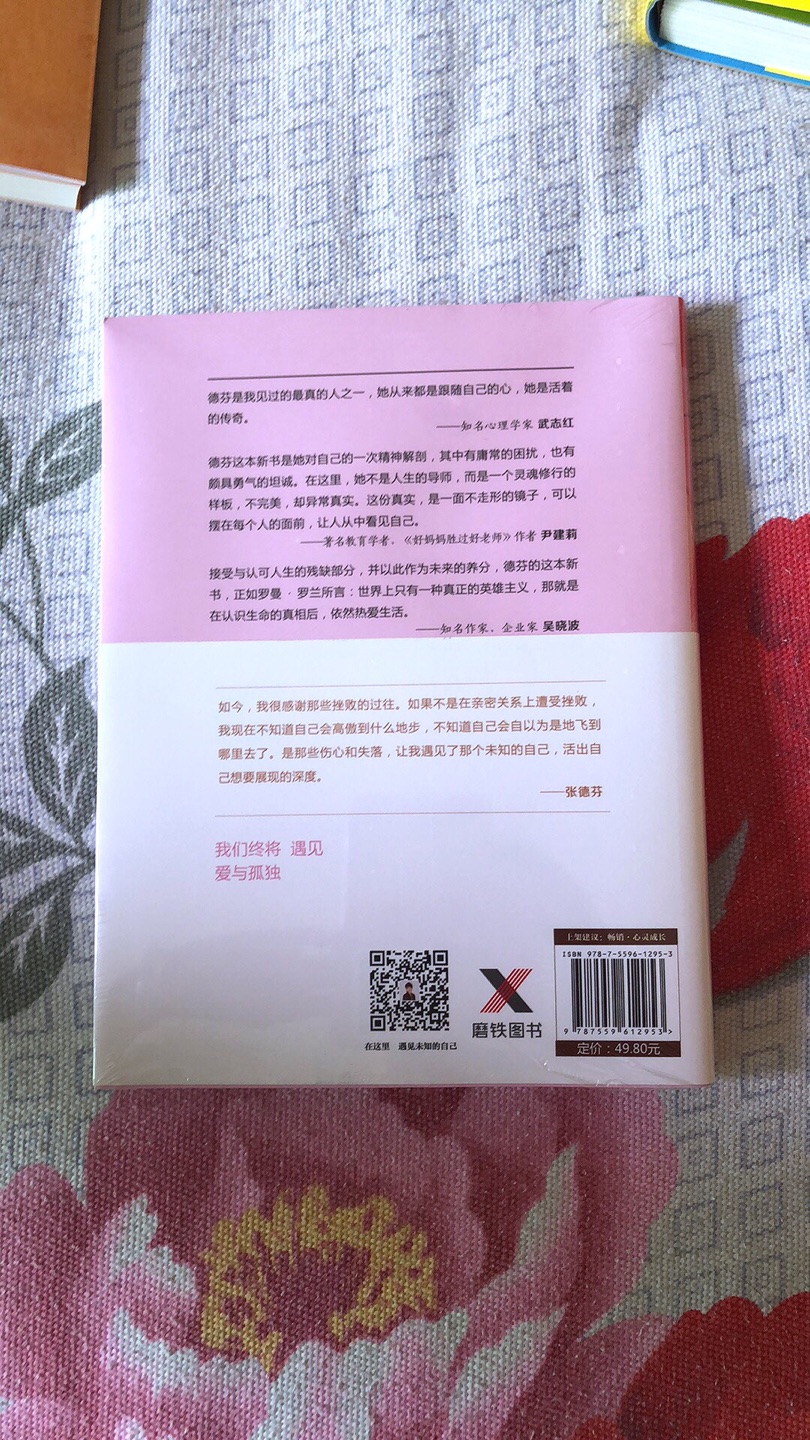 德芬是我见过的最真的人之一，她从来都是跟随自己的心，她是活着
的传奇。
——知名心理学家 武志红
德芬这本新书是她对自己的一次精神解剖，其中有庸常的困扰，也有
颇具勇气的坦诚。在这里，她不是人生的导师，而是一个灵魂修行的
样板，不完美，却异常真实。这份真实，是一面不走形的镜子，可以
摆在每个人的面前，让人从中看见自己。
——著名教育学者、《好妈妈胜过好老师》作者 尹建莉
接受与认可人生的残缺部分，并以此作为未来的养分，德芬的这本新
书，正如罗曼·罗兰所言：世界上只有一种真正的英雄主义，那就是
在认识生命的真相后，依然热爱生活。
——知名作家、企业家 吴晓波
如今，我很感谢那些挫败的过往。如果不是在亲密关系上遭受挫败，
我现在不知道自己会高傲到什么地步，不知道自己会自以为是地飞到
哪里去了。是那些伤心和失落，让我遇见了那个未知的自己，活出自
己想要展现的深度。
——张德芬
我们终将 遇见
爱与孤独
在这里 遇见未知的自己
磨铁图书
上架建议：畅销·心灵成长
ISBN 978-7-5596-1295-3
9 787559 612953 >
定价：49.80元